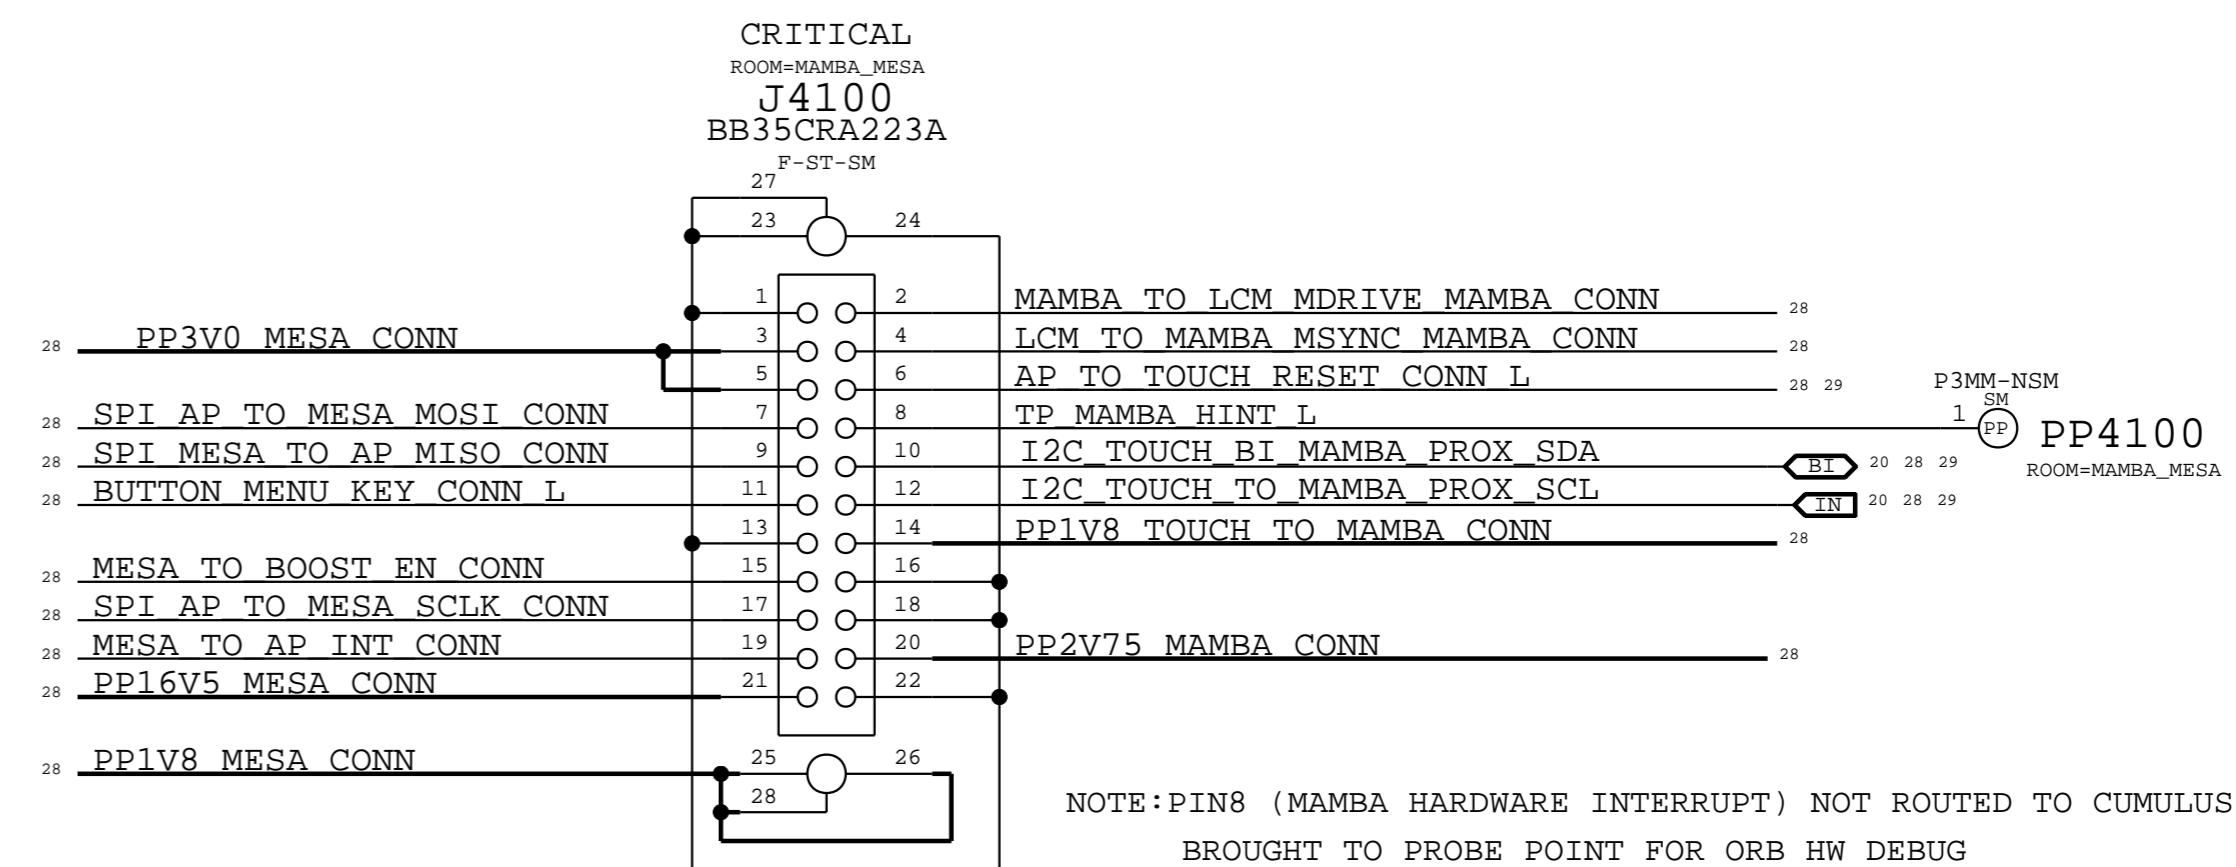 CRITICAL
ROOM=MAMBA_MESA
J4100
BB35CRA223A
F-ST-SM
27
23 24
1 2 MAMBA_TO_LCM_MDRIVE_MAMBA_CONN 28
28 PP3V0_MESA_CONN 3 4 LCM_TO_MAMBA_MSYNC_MAMBA_CONN 28
5 6 AP_TO_TOUCH_RESET_CONN_L 28 29
P3MM-NSM
SM
28 SPI_AP_TO_MESA_MOSI_CONN 7 8 TP_MAMBA_HINT_L 1 PP PP4100
ROOM=MAMBA_MESA
28 SPI_MESA_TO_AP_MISO_CONN 9 10 I2C_TOUCH_BI_MAMBA_PROX_SDA BI 20 28 29
28 BUTTON_MENU_KEY_CONN_L 11 12 I2C_TOUCH_TO_MAMBA_PROX_SCL IN 20 28 29
13 14 PP1V8_TOUCH_TO_MAMBA_CONN 28
28 MESA_TO_BOOST_EN_CONN 15 16
28 SPI_AP_TO_MESA_SCLK_CONN 17 18
28 MESA_TO_AP_INT_CONN 19 20 PP2V75_MAMBA_CONN 28
28 PP16V5_MESA_CONN 21 22
28 PP1V8_MESA_CONN 25 26
28
NOTE:PIN8 (MAMBA HARDWARE INTERRUPT) NOT ROUTED TO CUMULUS
BROUGHT TO PROBE POINT FOR ORB HW DEBUG